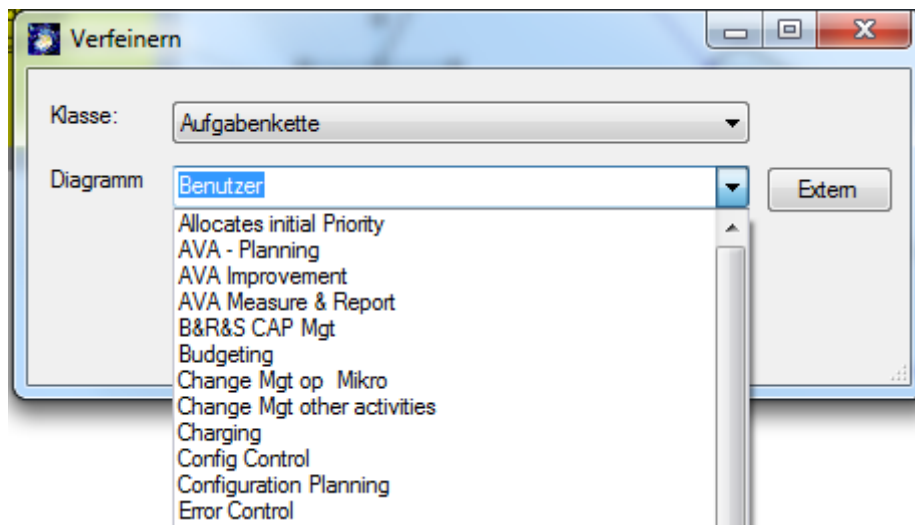 Verfeinern
Klasse:
Aufgabenkette
Diagramm
Benutzer
Extern
Allocates initial Priority
AVA - Planning
AVA Improvement
AVA Measure & Report
B&R&S CAP Mgt
Budgeting
Change Mgt op  Mikro
Change Mgt other activities
Charging
Config Control
Configuration Planning
Error Control